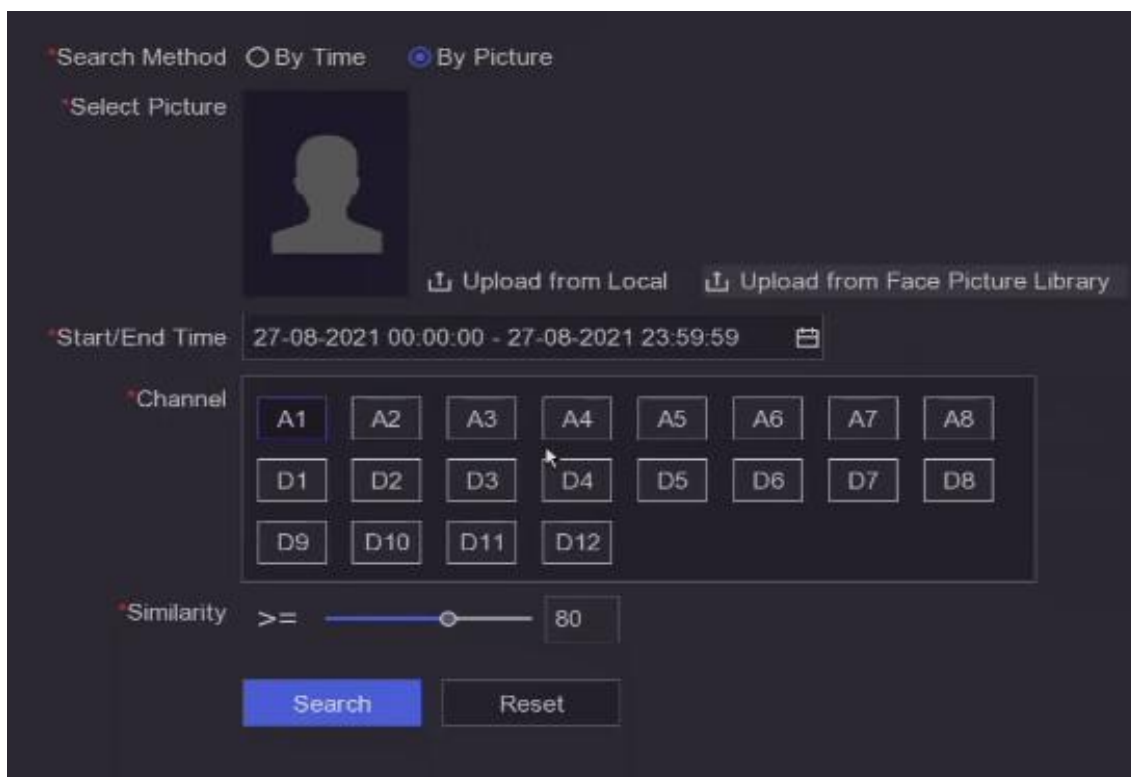 *Search Method By Time By Picture
*Select Picture
Upload from Local Upload from Face Picture Library
*Start/End Time 27-08-2021 00:00:00 - 27-08-2021 23:59:59
*Channel
A1 A2 A3 A4 A5 A6 A7 A8
D1 D2 D3 D4 D5 D6 D7 D8
D9 D10 D11 D12
*Similarity >= 80
Search Reset